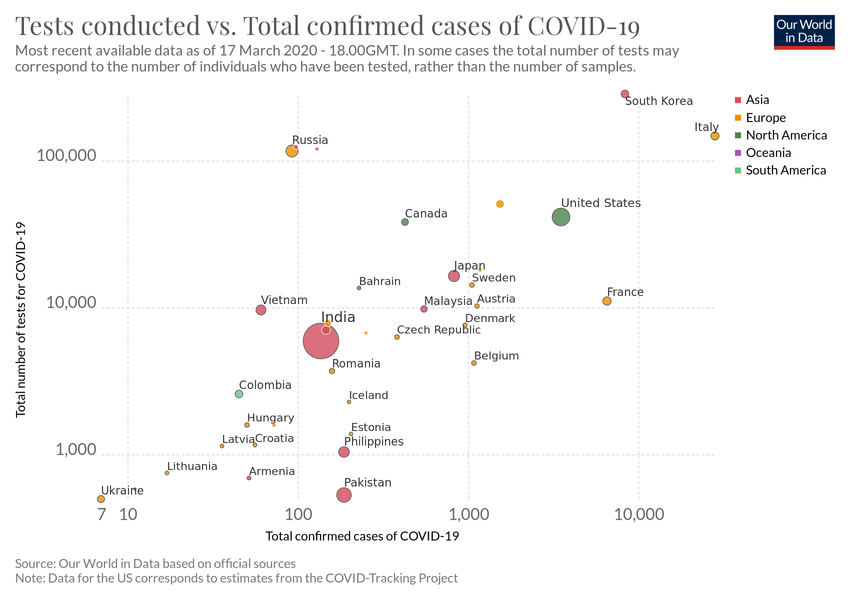 Tests conducted vs. Total confirmed cases of COVID-19
Our World
in Data
Most recent available data as of 17 March 2020 - 18.00GMT. In some cases the total number of tests may
correspond to the number of individuals who have been tested, rather than the number of samples.
South Korea
Asia
Europe
North America
Oceania
South America
Italy
Russia
100,000
United States
Canada
Japan
Sweden
Bahrain
France
Vietnam
Malaysia
Austria
10,000
India
Denmark
Czech Republic
Belgium
Romania
Colombia
Iceland
Hungary
Estonia
Latvia
Croatia
Philippines
1,000
Lithuania
Armenia
Pakistan
Ukraine
Total number of tests for COVID-19
7
10
100
1,000
10,000
Total confirmed cases of COVID-19
Source: Our World in Data based on official sources
Note: Data for the US corresponds to estimates from the COVID-Tracking Project